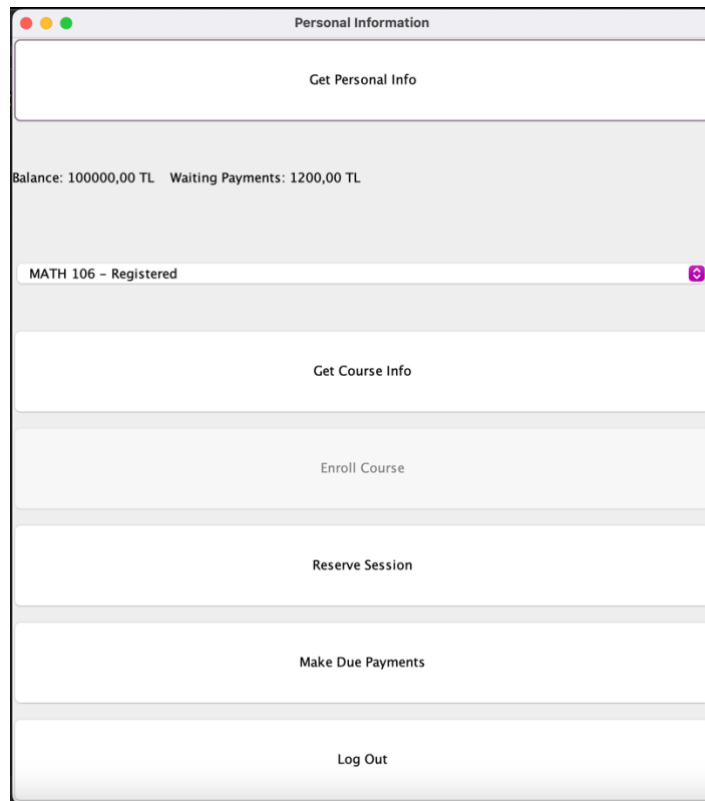 Personal Information
Get Personal Info
Balance: 100000,00 TL Waiting Payments: 1200,00 TL
MATH 106 – Registered
Get Course Info
Enroll Course
Reserve Session
Make Due Payments
Log Out